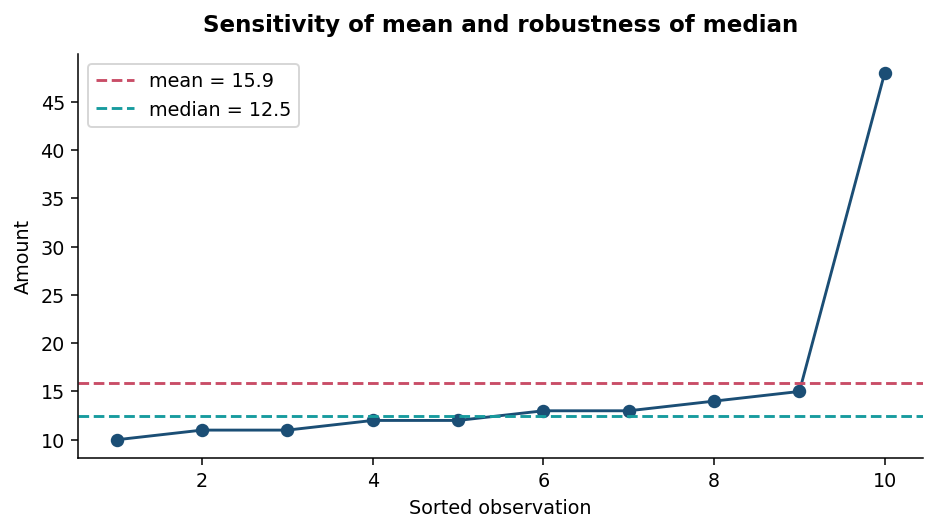 Sensitivity of mean and robustness of median
mean = 15.9
median = 12.5
45
40
35
30
25
20
15
10
Amount
2
4
6
8
10
Sorted observation